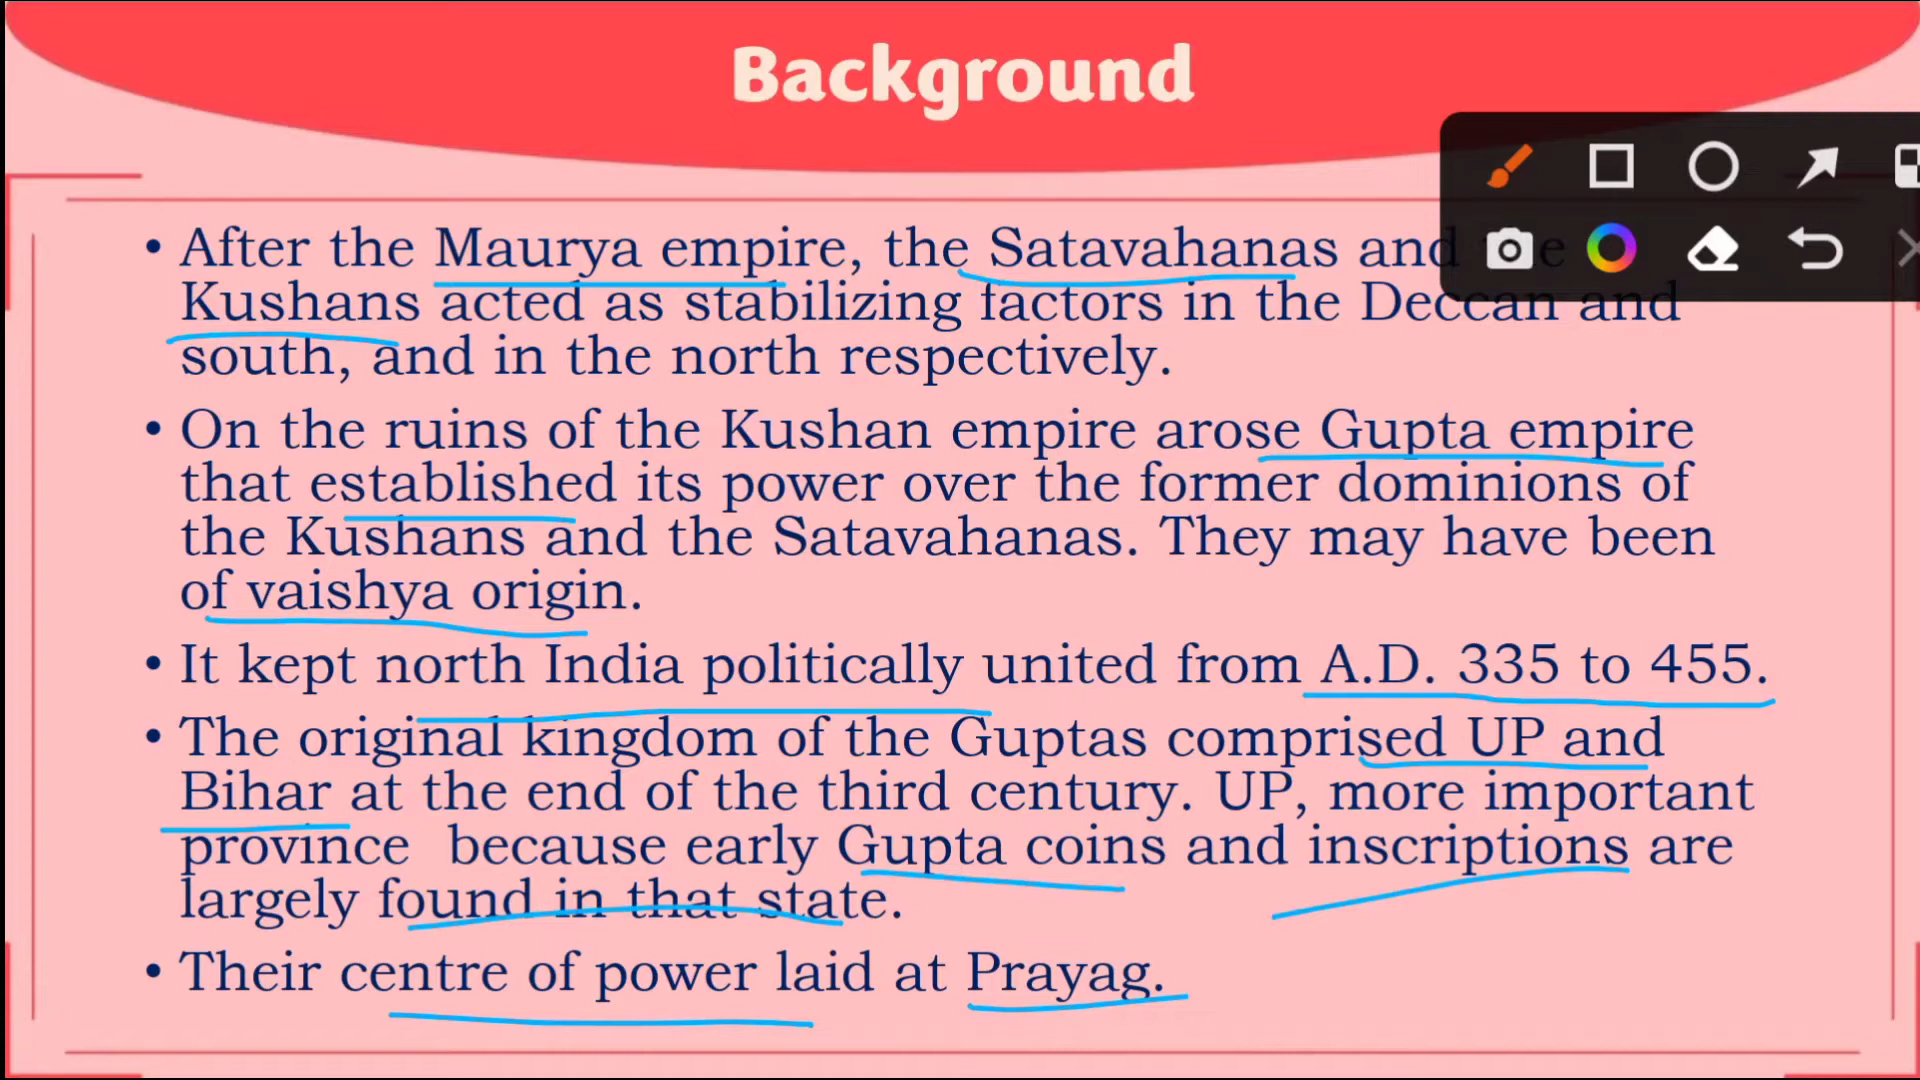 Background
• After the Maurya empire, the Satavahanas and the
Kushans acted as stabilizing factors in the Deccan and
south, and in the north respectively.
• On the ruins of the Kushan empire arose Gupta empire
that established its power over the former dominions of
the Kushans and the Satavahanas. They may have been
of vaishya origin.
• It kept north India politically united from A.D. 335 to 455.
• The original kingdom of the Guptas comprised UP and
Bihar at the end of the third century. UP, more important
province because early Gupta coins and inscriptions are
largely found in that state.
• Their centre of power laid at Prayag.